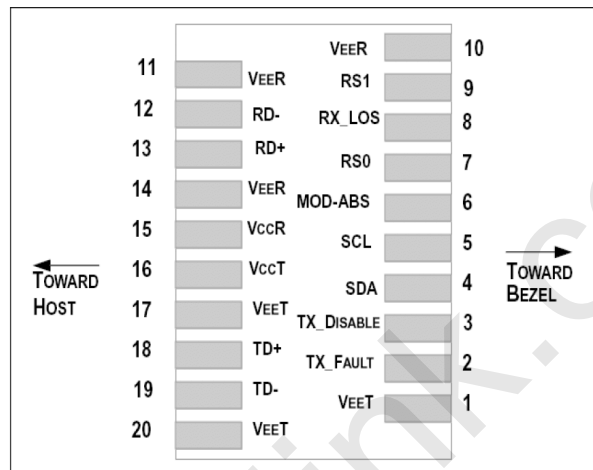 VEER 10
11 VEER
RS1 9
12 RD-
RX_LOS 8
13 RD+
RS0 7
14 VEER
MOD-ABS 6
15 VCCR
SCL 5
TOWARD
HOST
16 VCCT
SDA 4
TOWARD
BEZEL
17 VEET
TX_DISABLE 3
18 TD+
TX_FAULT 2
19 TD-
VEET 1
20 VEET